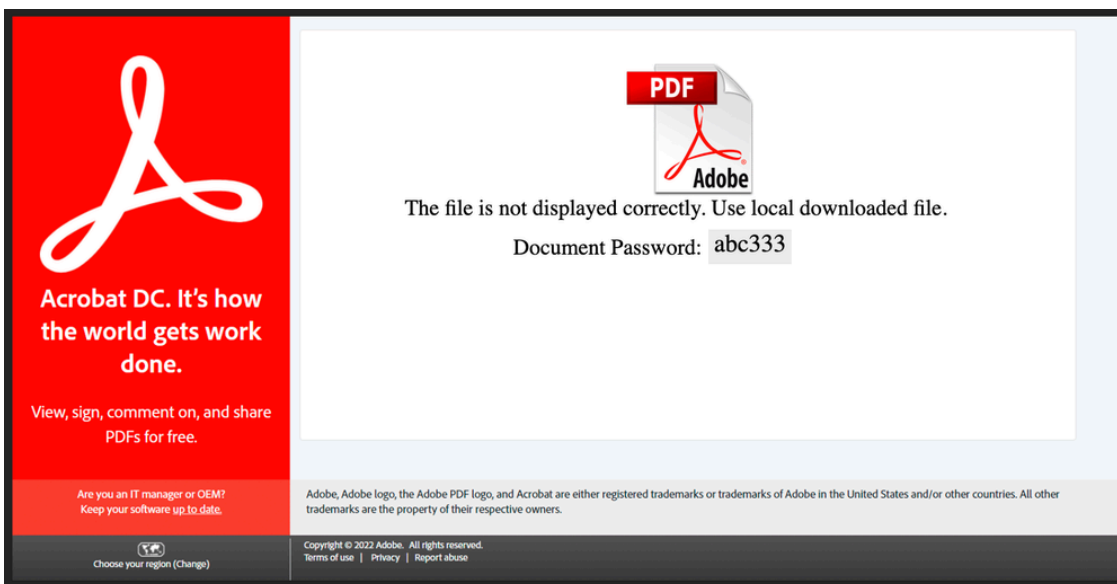 Acrobat DC. It's how
the world gets work
done.
View, sign, comment on, and share
PDFs for free.
Are you an IT manager or OEM?
Keep your software up to date.
Choose your region (Change)
PDF
Adobe
The file is not displayed correctly. Use local downloaded file.
Document Password: abc333
Adobe, Adobe logo, the Adobe PDF logo, and Acrobat are either registered trademarks or trademarks of Adobe in the United States and/or other countries. All other
trademarks are the property of their respective owners.
Copyright © 2022 Adobe. All rights reserved.
Terms of use | Privacy | Report abuse